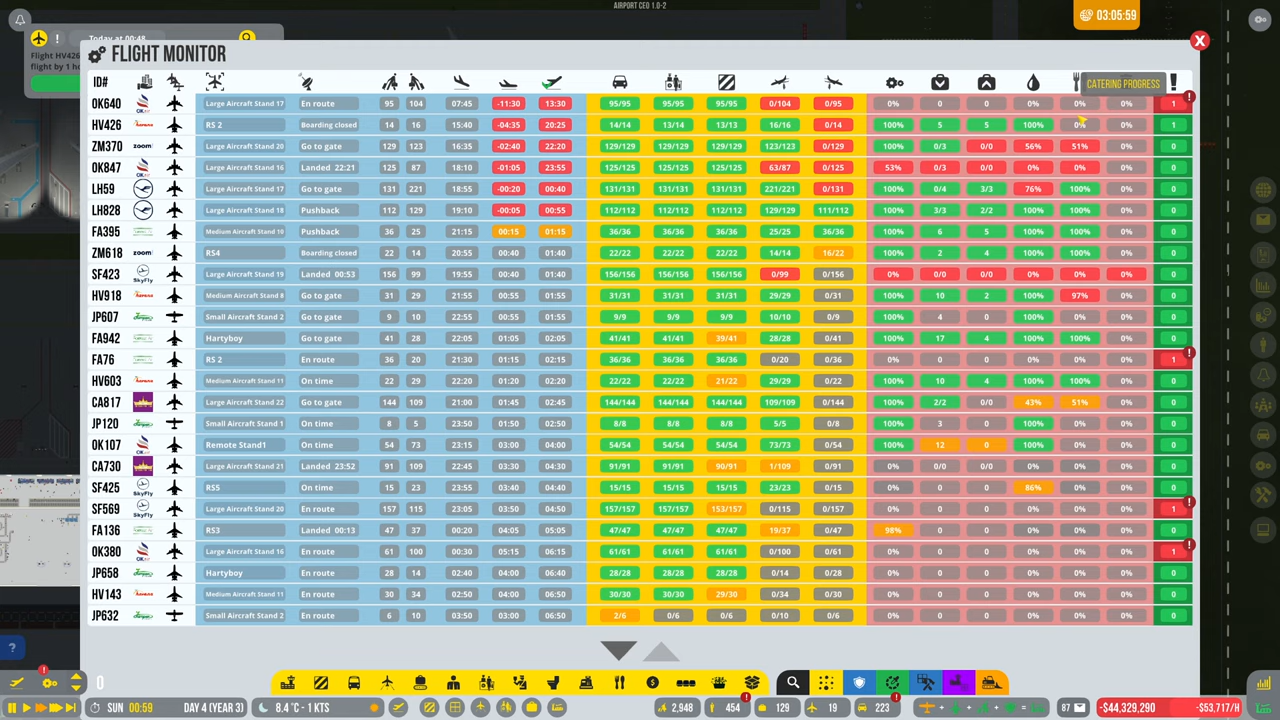 AIRPORT CEO 1.0-2
Today at 00:48
Flight HV426
flight by 1 ho
03:05:59
FLIGHT MONITOR
X
ID# CATERING PROGRESS !
OK640 OKAIR Large Aircraft Stand 17 En route 95 104 07:45 -11:30 13:30 95/95 95/95 95/95 0/104 0/95 0% 0 0 0% 0% 0% 1 !
HV426 RS 2 Boarding closed 14 16 15:40 -04:35 20:25 14/14 13/14 13/13 16/16 0/14 100% 5 5 100% 0% 0% 1
ZM370 zoom! Large Aircraft Stand 20 Go to gate 129 123 16:35 -02:40 22:20 129/129 129/129 129/129 123/123 0/129 100% 0/3 0/0 56% 51% 0% 0
OK847 OKAIR Large Aircraft Stand 16 Landed 22:21 125 87 18:10 -01:05 23:55 125/125 125/125 125/125 63/87 0/125 53% 0/3 0/0 0% 0% 0% 0
LH59 Large Aircraft Stand 17 Go to gate 131 221 18:55 -00:20 00:40 131/131 131/131 131/131 221/221 0/131 100% 0/4 3/3 76% 100% 0% 0
LH828 Large Aircraft Stand 18 Pushback 112 129 19:10 -00:05 00:55 112/112 112/112 112/112 129/129 111/112 100% 3/3 2/2 100% 100% 0% 0
FA395 Medium Aircraft Stand 10 Pushback 36 25 21:15 00:15 01:15 36/36 36/36 36/36 25/25 36/36 100% 6 5 100% 100% 0% 0
ZM618 zoom! RS4 Boarding closed 22 14 20:55 00:40 01:40 22/22 22/22 22/22 14/14 16/22 100% 2 4 100% 0% 0% 0
SF423 SkyFly Large Aircraft Stand 19 Landed 00:53 156 99 19:55 00:40 01:40 156/156 156/156 156/156 0/99 0/156 0% 0/0 0/0 0% 0% 0% 0
HV918 Medium Aircraft Stand 8 Go to gate 31 29 21:55 00:55 01:55 31/31 31/31 31/31 29/29 0/31 100% 10 2 100% 97% 0% 0
JP607 Small Aircraft Stand 2 Go to gate 9 10 22:55 00:55 01:55 9/9 9/9 9/9 10/10 0/9 100% 4 0 100% 0% 0% 0
FA942 Hartyboy Go to gate 41 28 22:05 01:05 02:05 41/41 41/41 39/41 28/28 0/41 100% 17 4 100% 100% 0% 0
FA76 RS 2 En route 36 20 21:30 01:15 02:15 36/36 36/36 36/36 0/20 0/36 0% 0 0 0% 0% 0% 1 !
HV603 Medium Aircraft Stand 11 On time 22 29 22:20 01:20 02:20 22/22 22/22 21/22 29/29 0/22 100% 10 4 100% 100% 0% 0
CA817 Large Aircraft Stand 22 Go to gate 144 109 21:00 01:45 02:45 144/144 144/144 144/144 109/109 0/144 100% 2/2 0/0 43% 51% 0% 0
JP120 Small Aircraft Stand 1 On time 8 5 23:50 01:50 02:50 8/8 8/8 8/8 5/5 0/8 100% 3 0 100% 0% 0% 0
OK107 OKAIR Remote Stand1 On time 54 73 23:15 03:00 04:00 54/54 54/54 54/54 73/73 0/54 100% 12 0 100% 0% 0% 0
CA730 Large Aircraft Stand 21 Landed 23:52 91 109 22:45 03:30 04:30 91/91 91/91 90/91 1/109 0/91 0% 0/0 0/0 0% 0% 0% 0
SF425 SkyFly RS5 On time 15 23 23:55 03:40 04:40 15/15 15/15 15/15 23/23 0/15 100% 0 0 86% 0% 0% 0
SF569 SkyFly Large Aircraft Stand 20 En route 157 115 23:05 03:50 04:50 157/157 157/157 153/157 0/115 0/157 0% 0 0 0% 0% 0% 1 !
FA136 RS3 Landed 00:13 47 37 00:20 04:05 05:05 47/47 47/47 47/47 19/37 0/47 98% 0 0 0% 0% 0% 0
OK380 OKAIR Large Aircraft Stand 16 En route 61 100 00:30 05:15 06:15 61/61 61/61 61/61 0/100 0/61 0% 0 0 0% 0% 0% 1 !
JP658 Hartyboy En route 28 14 02:40 04:00 06:40 28/28 28/28 28/28 0/14 0/28 0% 0 0 0% 0% 0% 0
HV143 Medium Aircraft Stand 11 En route 30 34 02:50 04:00 06:50 30/30 30/30 29/30 0/34 0/30 0% 0 0 0% 0% 0% 0
JP632 Small Aircraft Stand 2 En route 6 10 03:50 03:00 06:50 2/6 0/6 0/6 0/10 0/6 0% 0 0 0% 0% 0% 0
?
0
SUN 00:59 DAY 4 (YEAR 3) 8.4 °C - 1 KTS 2,948 454 129 19 223 87 -$44,329,290 -$53,717/H